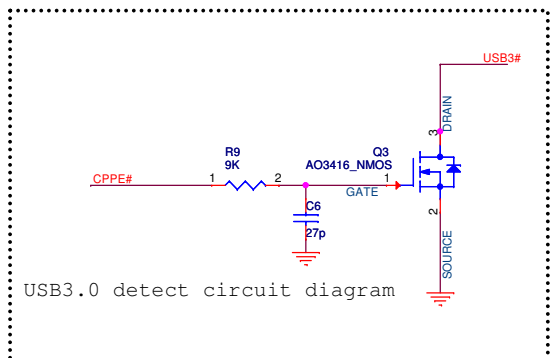 USB3#
DRAIN
3
R9
9K
Q3
AO3416_NMOS
CPPE#
1
2
GATE
1
C6
27p
2
SOURCE
USB3.0 detect circuit diagram